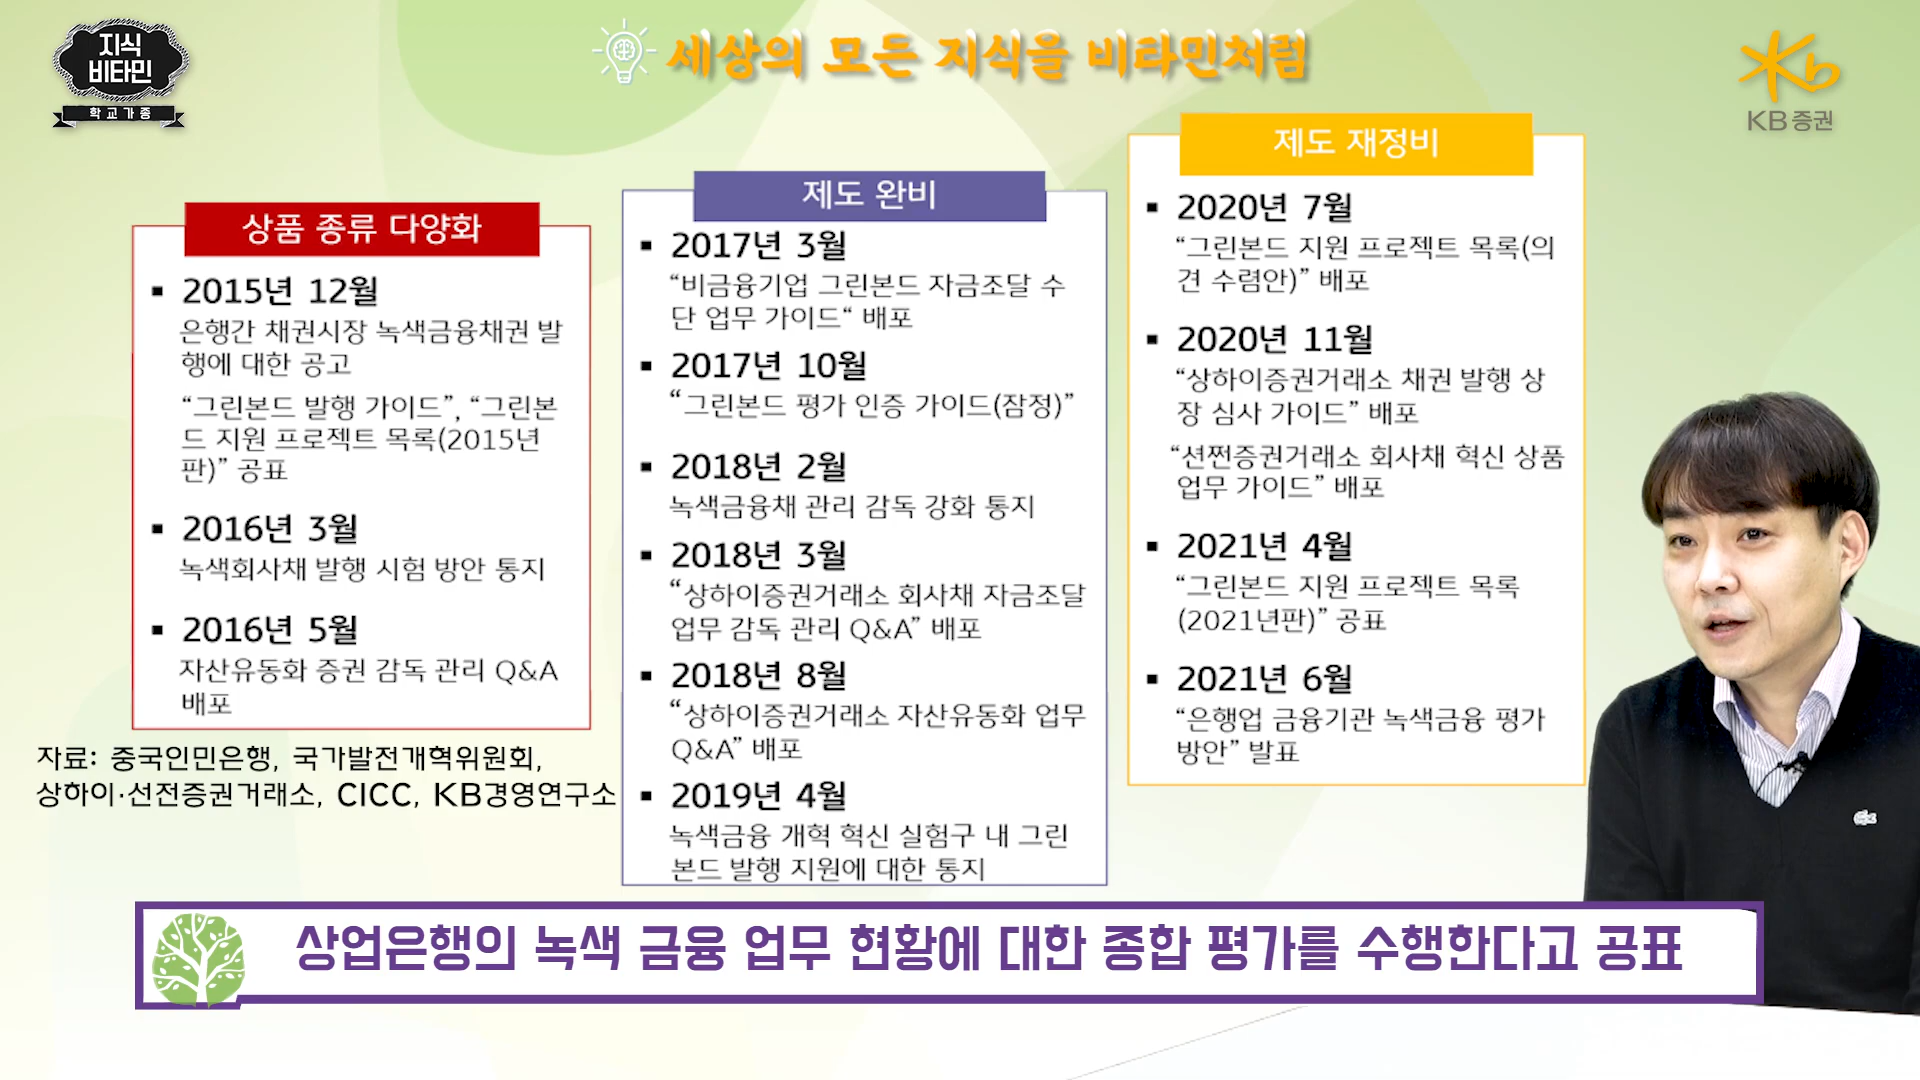 지식
비타민
학교가종
세상의 모든 지식을 비타민처럼
KB증권
상품 종류 다양화
▪ 2015년 12월
은행간 채권시장 녹색금융채권 발
행에 대한 공고
“그린본드 발행 가이드”, “그린본
드 지원 프로젝트 목록(2015년
판)” 공표
▪ 2016년 3월
녹색회사채 발행 시험 방안 통지
▪ 2016년 5월
자산유동화 증권 감독 관리 Q&A
배포
자료: 중국인민은행, 국가발전개혁위원회,
상하이·선전증권거래소, CICC, KB경영연구소
제도 완비
▪ 2017년 3월
“비금융기업 그린본드 자금조달 수
단 업무 가이드“ 배포
▪ 2017년 10월
“그린본드 평가 인증 가이드(잠정)”
▪ 2018년 2월
녹색금융채 관리 감독 강화 통지
▪ 2018년 3월
“상하이증권거래소 회사채 자금조달
업무 감독 관리 Q&A” 배포
▪ 2018년 8월
“상하이증권거래소 자산유동화 업무
Q&A” 배포
▪ 2019년 4월
녹색금융 개혁 혁신 실험구 내 그린
본드 발행 지원에 대한 통지
제도 재정비
▪ 2020년 7월
“그린본드 지원 프로젝트 목록(의
견 수렴안)” 배포
▪ 2020년 11월
“상하이증권거래소 채권 발행 상
장 심사 가이드” 배포
“션쩐증권거래소 회사채 혁신 상품
업무 가이드” 배포
▪ 2021년 4월
“그린본드 지원 프로젝트 목록
(2021년판)” 공표
▪ 2021년 6월
“은행업 금융기관 녹색금융 평가
방안” 발표
상업은행의 녹색 금융 업무 현황에 대한 종합 평가를 수행한다고 공표